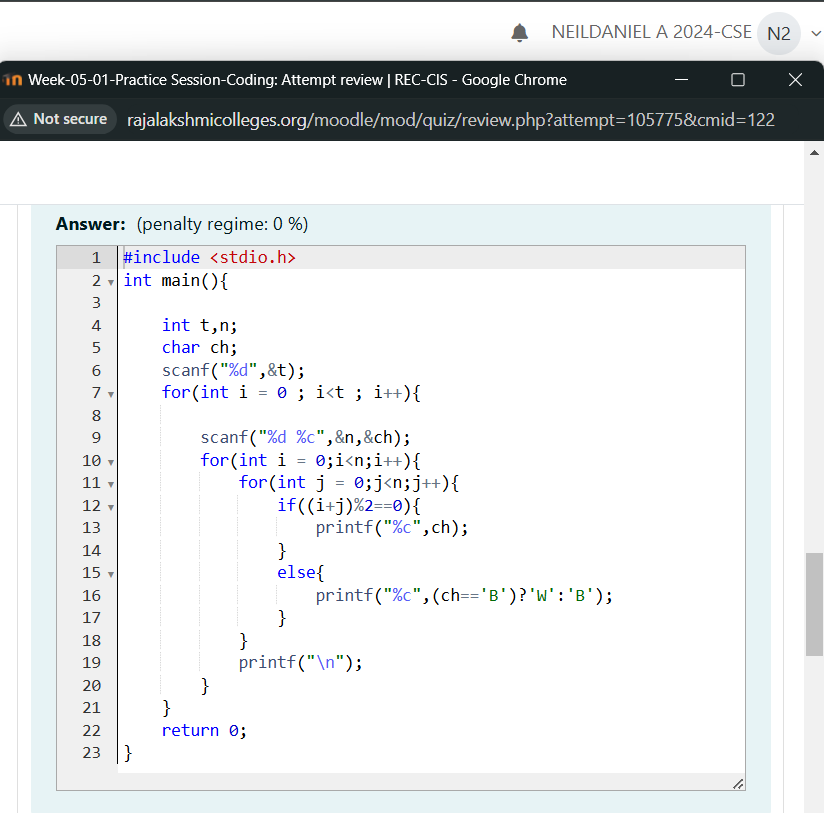 NEILDANIEL A 2024-CSE N2
Week-05-01-Practice Session-Coding: Attempt review | REC-CIS - Google Chrome
Not secure rajalakshmicolleges.org/moodle/mod/quiz/review.php?attempt=105775&cmid=122
Answer: (penalty regime: 0 %)
1 #include <stdio.h>
2 int main(){
3
4     int t,n;
5     char ch;
6     scanf("%d",&t);
7     for(int i = 0 ; i<t ; i++){
8
9         scanf("%d %c",&n,&ch);
10         for(int i = 0;i<n;i++){
11             for(int j = 0;j<n;j++){
12                 if((i+j)%2==0){
13                     printf("%c",ch);
14                 }
15                 else{
16                     printf("%c",(ch=='B')?'W':'B');
17                 }
18             }
19             printf("\n");
20         }
21     }
22     return 0;
23 }